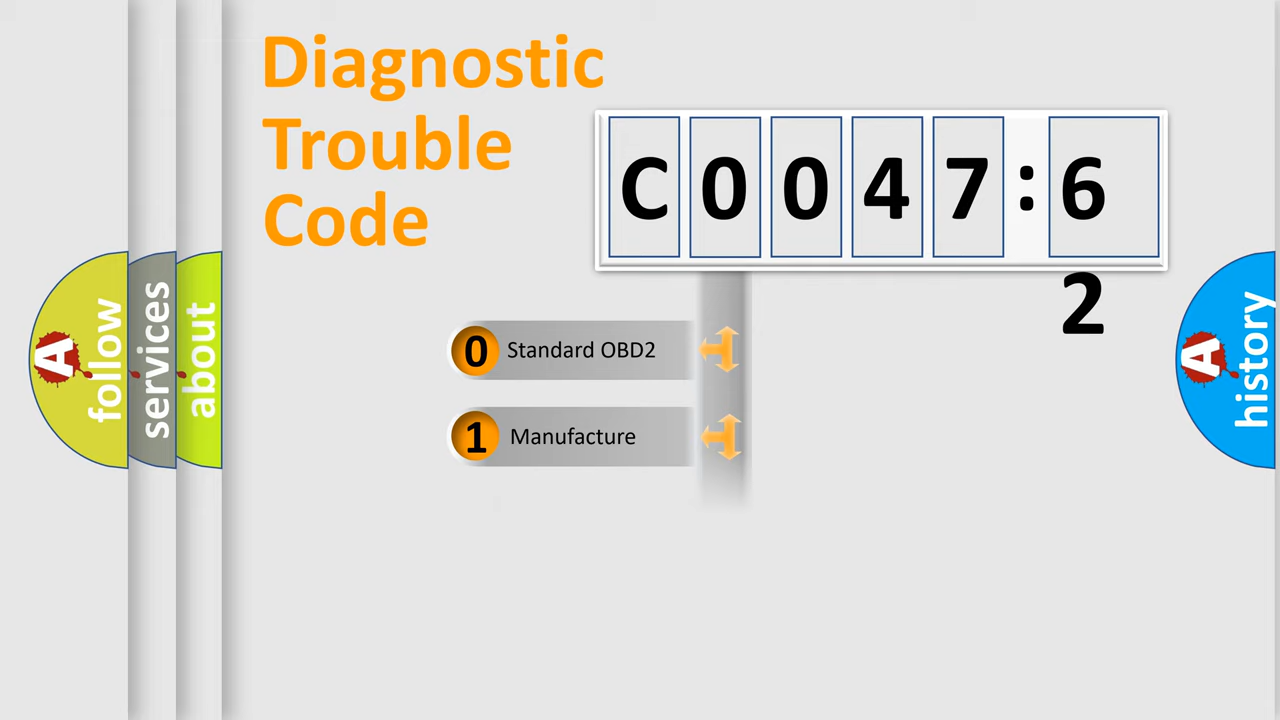 Diagnostic
Trouble
Code
C0047:6
2
0 Standard OBD2
1 Manufacture
A follow
services
about
A history